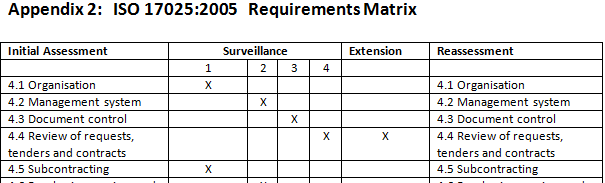 Appendix 2: ISO 17025:2005 Requirements Matrix
Initial Assessment Surveillance Extension Reassessment
1 2 3 4
4.1 Organisation X 4.1 Organisation
4.2 Management system X 4.2 Management system
4.3 Document control X 4.3 Document control
4.4 Review of requests, X X 4.4 Review of requests,
tenders and contracts tenders and contracts
4.5 Subcontracting X 4.5 Subcontracting